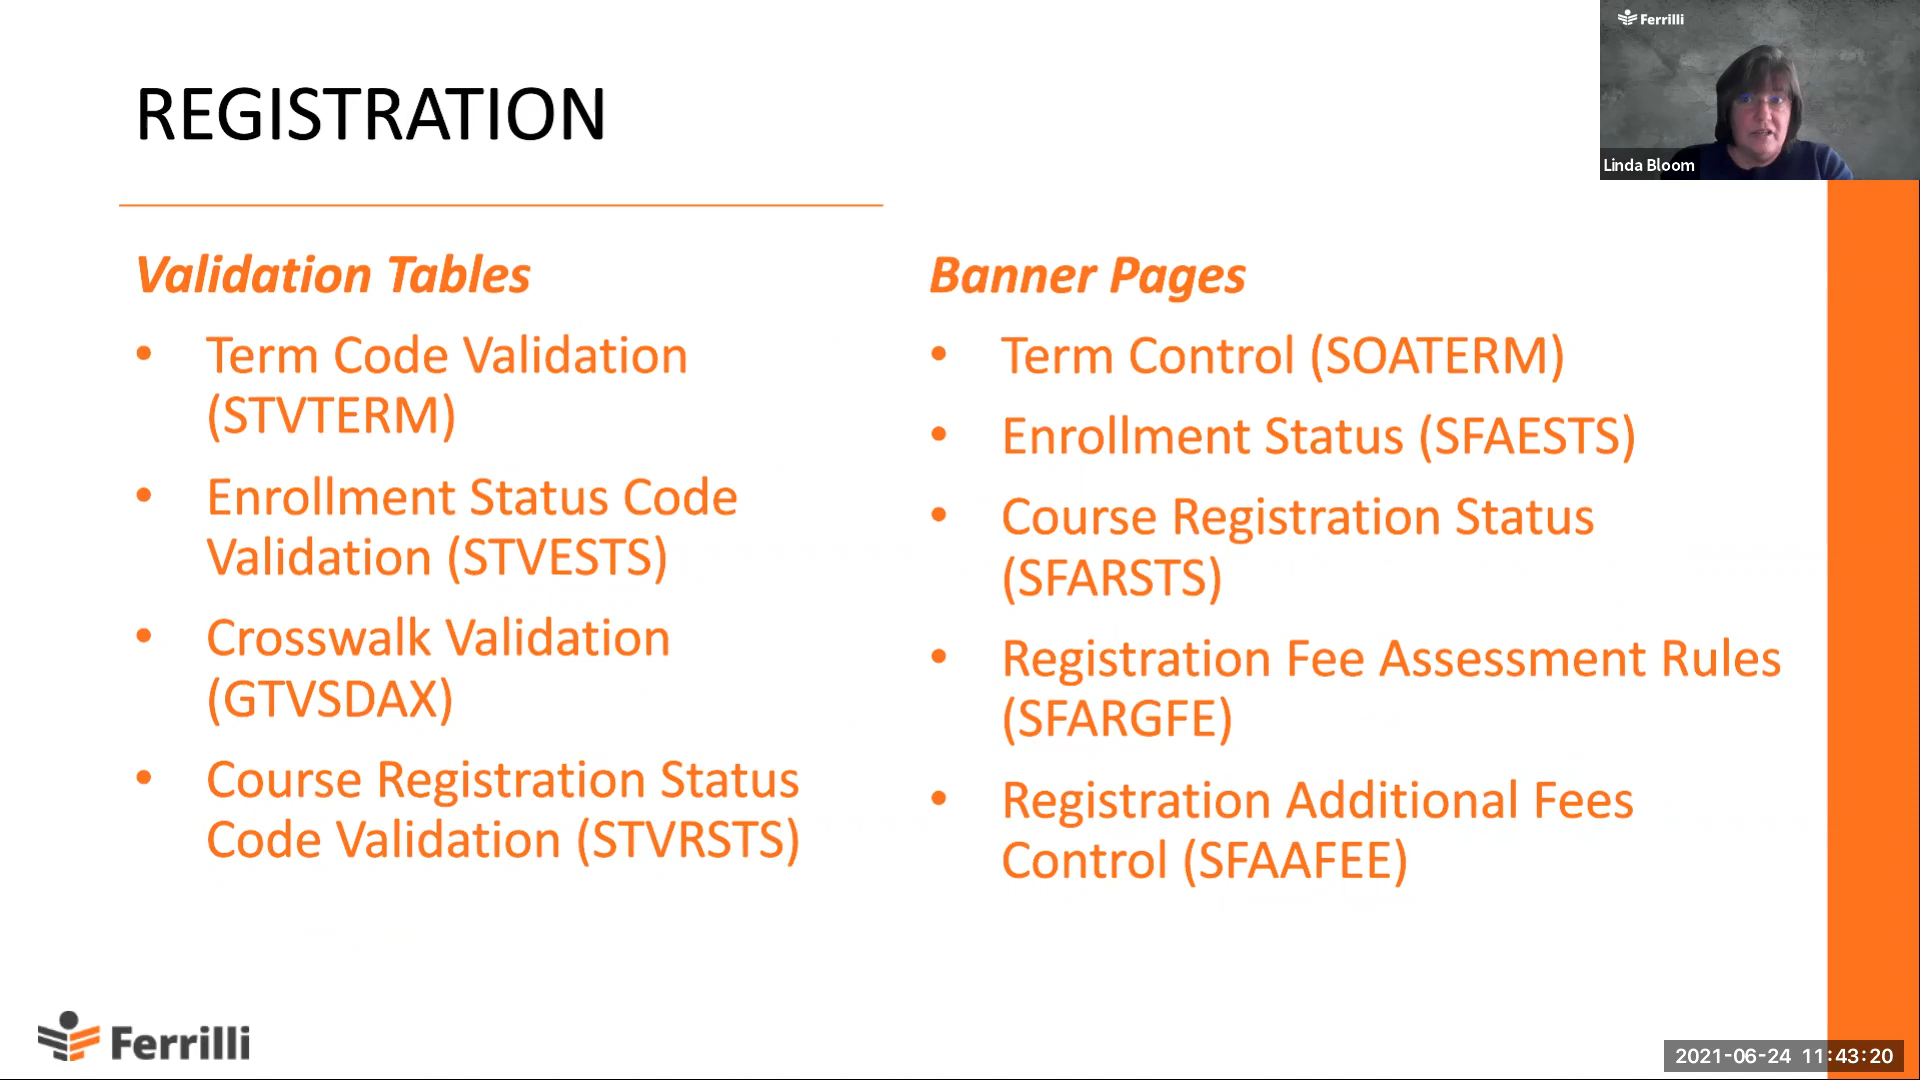 REGISTRATION
Ferrilli
Linda Bloom
Validation Tables
• Term Code Validation
(STVTERM)
• Enrollment Status Code
Validation (STVESTS)
• Crosswalk Validation
(GTVSDAX)
• Course Registration Status
Code Validation (STVRSTS)
Banner Pages
• Term Control (SOATERM)
• Enrollment Status (SFAESTS)
• Course Registration Status
(SFARSTS)
• Registration Fee Assessment Rules
(SFARGFE)
• Registration Additional Fees
Control (SFAAFEE)
Ferrilli
2021-06-24 11:43:20